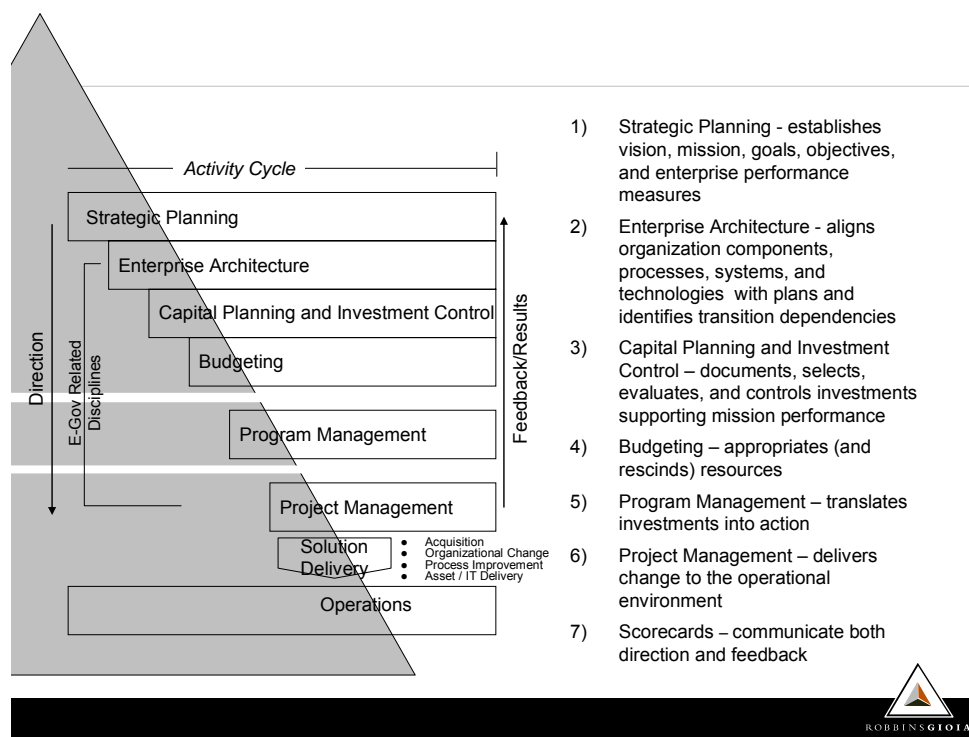 Activity Cycle
Strategic Planning
Enterprise Architecture
Capital Planning and Investment Control
Budgeting
Program Management
Project Management
Solution
Delivery
● Acquisition
● Organizational Change
● Process Improvement
● Asset / IT Delivery
Operations
Direction
E-Gov Related
Disciplines
Feedback/Results
1) Strategic Planning - establishes
vision, mission, goals, objectives,
and enterprise performance
measures
2) Enterprise Architecture - aligns
organization components,
processes, systems, and
technologies with plans and
identifies transition dependencies
3) Capital Planning and Investment
Control – documents, selects,
evaluates, and controls investments
supporting mission performance
4) Budgeting – appropriates (and
rescinds) resources
5) Program Management – translates
investments into action
6) Project Management – delivers
change to the operational
environment
7) Scorecards – communicate both
direction and feedback
ROBBINSGIOIA